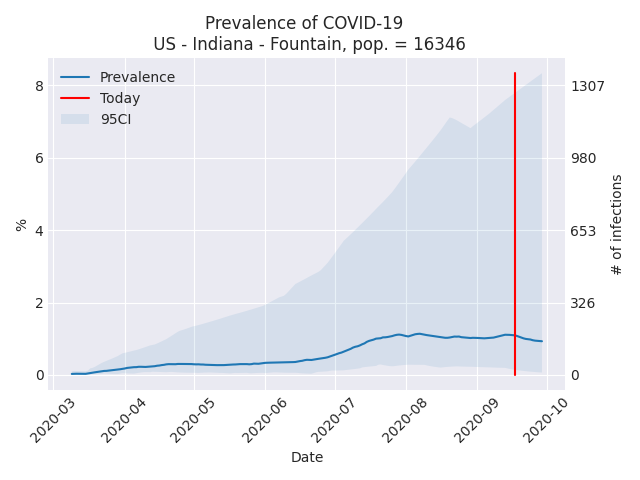 Prevalence of COVID-19
US - Indiana - Fountain, pop. = 16346
Prevalence
Today
95CI
%
8
6
4
2
0
1307
980
653
326
0
# of infections
2020-03
2020-04
2020-05
2020-06
2020-07
2020-08
2020-09
2020-10
Date